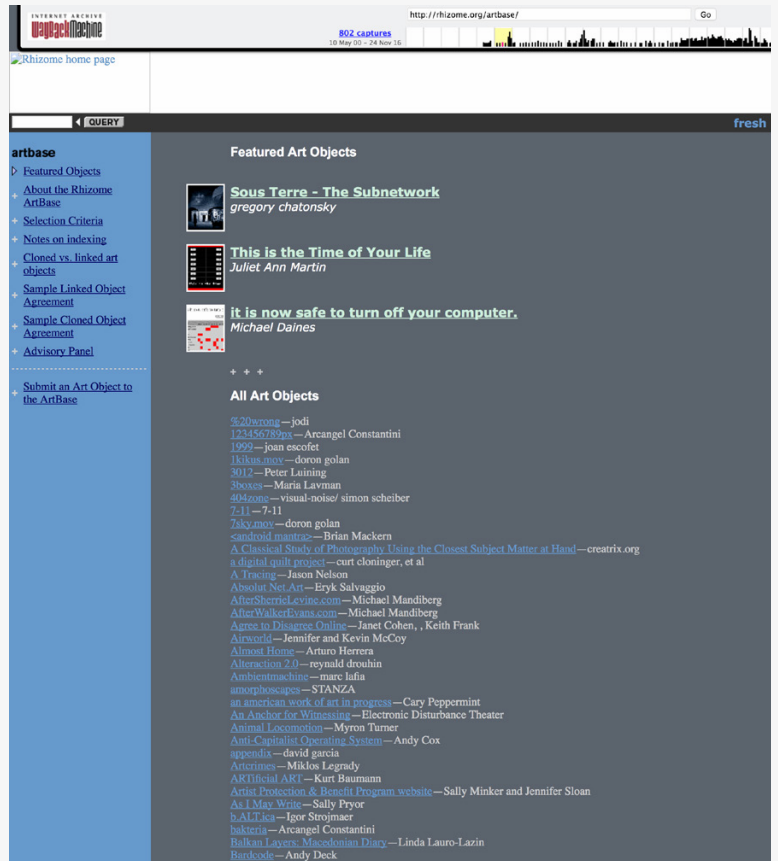 INTERNET ARCHIVE
WayBackMachine
http://rhizome.org/artbase/
Go
802 captures
10 May 00 – 24 Nov 16
Rhizome home page
QUERY
fresh
artbase
Featured Objects
About the Rhizome
ArtBase
Selection Criteria
Notes on indexing
Cloned vs. linked art
objects
Sample Linked Object
Agreement
Sample Cloned Object
Agreement
Advisory Panel
Submit an Art Object to
the ArtBase
Featured Art Objects
Sous Terre - The Subnetwork
gregory chatonsky
This is the Time of Your Life
Juliet Ann Martin
it is now safe to turn off your computer.
Michael Daines
+ + +
All Art Objects
%20wrong—jodi
123456789px—Arcangel Constantini
1999—joan escofet
1kikus.mov—doron golan
3012—Peter Luining
3boxes—Maria Lavman
404zone—visual-noise/ simon scheiber
7-11—7-11
7sky.mov—doron golan
<android mantra>—Brian Mackern
A Classical Study of Photography Using the Closest Subject Matter at Hand—creatrix.org
a digital quilt project—curt cloninger, et al
A Tracing—Jason Nelson
Absolut Net.Art—Eryk Salvaggio
AfterSherrieLevine.com—Michael Mandiberg
AfterWalkerEvans.com—Michael Mandiberg
Agree to Disagree Online—Janet Cohen, , Keith Frank
Airworld—Jennifer and Kevin McCoy
Almost Home—Arturo Herrera
Alteraction 2.0—reynald drouhin
Ambientmachine—marc lafia
amorphoscapes—STANZA
an american work of art in progress—Cary Peppermint
An Anchor for Witnessing—Electronic Disturbance Theater
Animal Locomotion—Myron Turner
Anti-Capitalist Operating System—Andy Cox
appendix—david garcia
Artcrimes—Miklos Legrady
ARTificial ART—Kurt Baumann
Artist Protection & Benefit Program website—Sally Minker and Jennifer Sloan
As I May Write—Sally Pryor
b.ALT.ica—Igor Strojmaer
bakteria—Arcangel Constantini
Balkan Layers: Macedonian Diary—Linda Lauro-Lazin
Bardcode—Andy Deck